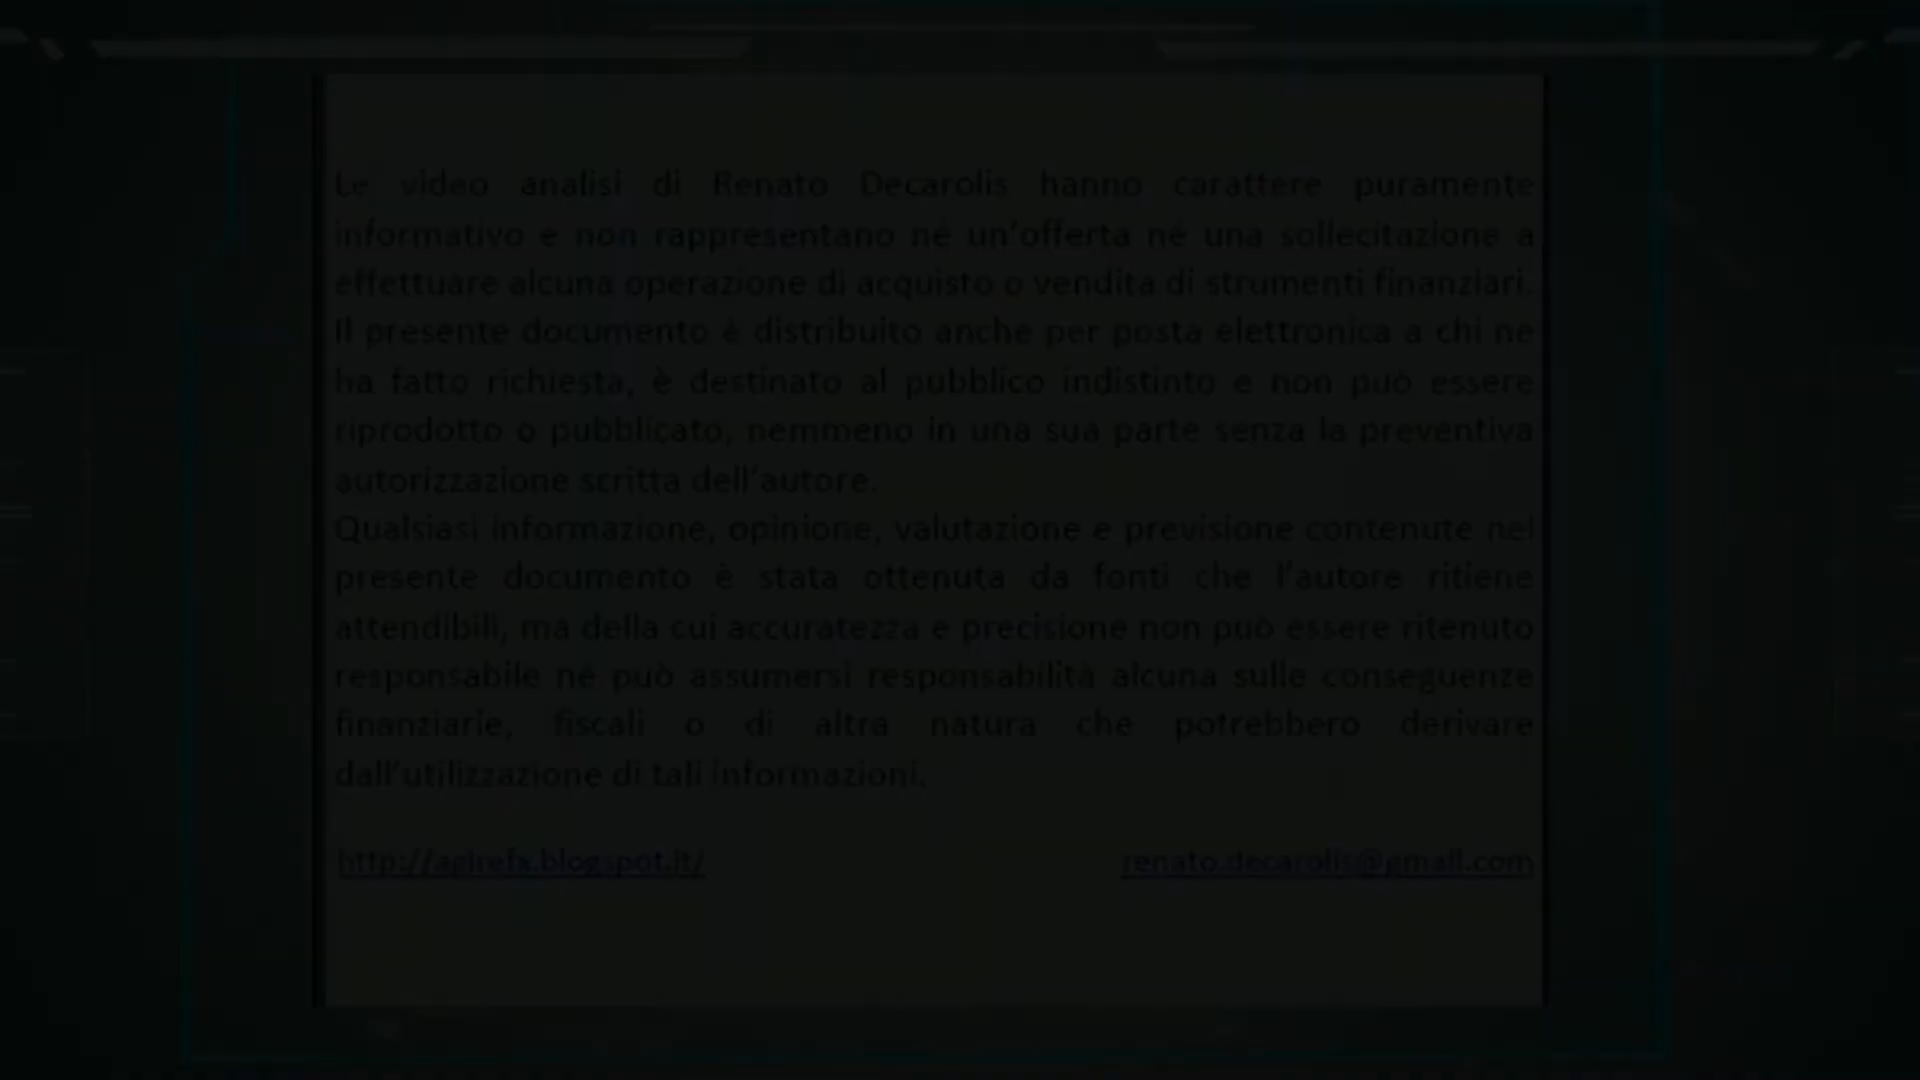 Le video analisi di Renato Decarolis hanno carattere puramente
informativo e non rappresentano né un'offerta né una sollecitazione a
effettuare alcuna operazione di acquisto o vendita di strumenti finanziari.
Il presente documento è distribuito anche per posta elettronica a chi ne
ha fatto richiesta, è destinato al pubblico indistinto e non può essere
riprodotto o pubblicato, nemmeno in una sua parte senza la preventiva
autorizzazione scritta dell'autore.
Qualsiasi informazione, opinione, valutazione e previsione contenute nel
presente documento è stata ottenuta da fonti che l'autore ritiene
attendibili, ma della cui accuratezza e precisione non può essere ritenuto
responsabile né può assumersi responsabilità alcuna sulle conseguenze
finanziarie, fiscali o di altra natura che potrebbero derivare
dall'utilizzazione di tali informazioni.
http://agirefx.blogspot.it/ renato.decarolis@gmail.com